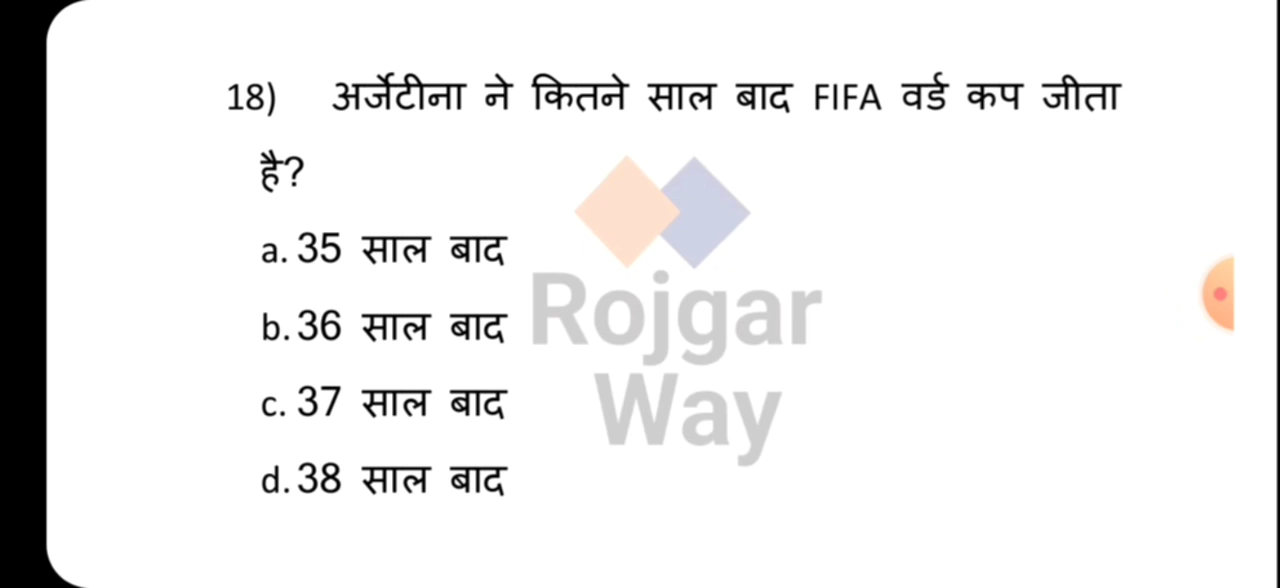 18) अर्जेटीना ने कितने साल बाद FIFA वर्ड कप जीता
है?
a. 35 साल बाद
b. 36 साल बाद
c. 37 साल बाद
d. 38 साल बाद
Rojgar
Way